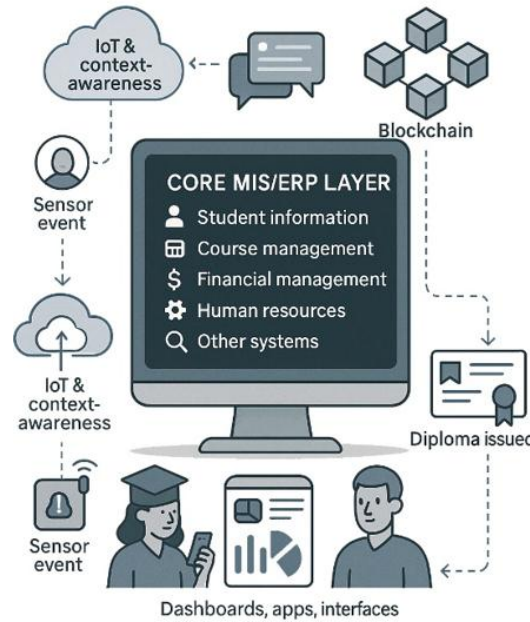 IoT &
context-
awareness
Blockchain
Sensor
event
CORE MIS/ERP LAYER
Student information
Course management
$ Financial management
Human resources
Other systems
IoT &
context-
awareness
Diploma issued
Sensor
event
Dashboards, apps, interfaces